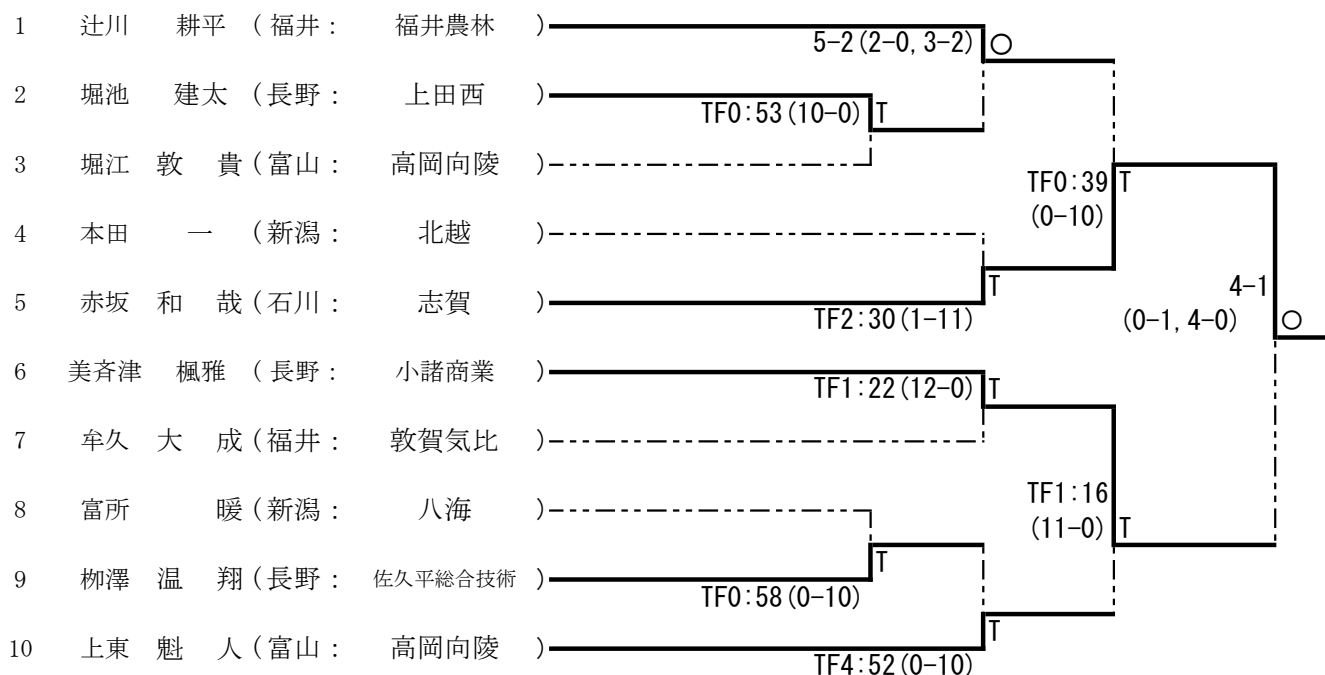 1 辻川 耕平 (福井: 福井農林 )
5-2(2-0,3-2) ○
2 堀池 建太 (長野: 上田西 )
TF0:53(10-0) T
3 堀江 敦 貴(富山: 高岡向陵 )
TF0:39 T
(0-10)
4 本田 一 (新潟: 北越 )
5 赤坂 和 哉(石川: 志賀 )
T
TF2:30(1-11)
4-1
(0-1,4-0) ○
6 美斉津 楓雅 (長野: 小諸商業 )
TF1:22(12-0) T
7 牟久 大 成(福井: 敦賀気比 )
TF1:16
(11-0) T
8 富所 暖(新潟: 八海 )
T
9 栁澤 温 翔(長野: 佐久平総合技術 )
TF0:58(0-10)
10 上東 魁 人(富山: 高岡向陵 )
T
TF4:52(0-10)